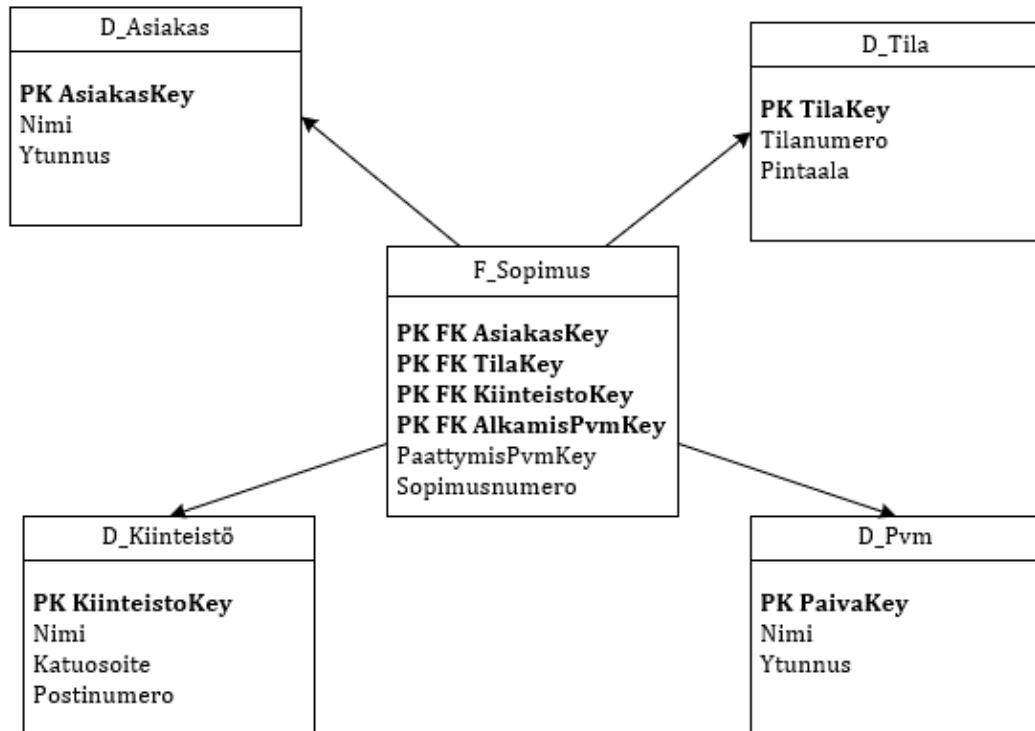 D_Asiakas
PK AsiakasKey
Nimi
Ytunnus
D_Tila
PK TilaKey
Tilanumero
Pintaala
F_Sopimus
PK FK AsiakasKey
PK FK TilaKey
PK FK KiinteistoKey
PK FK AlkamisPvmKey
PaattymisPvmKey
Sopimusnumero
D_Kiinteistö
PK KiinteistoKey
Nimi
Katuosoite
Postinumero
D_Pvm
PK PaivaKey
Nimi
Ytunnus